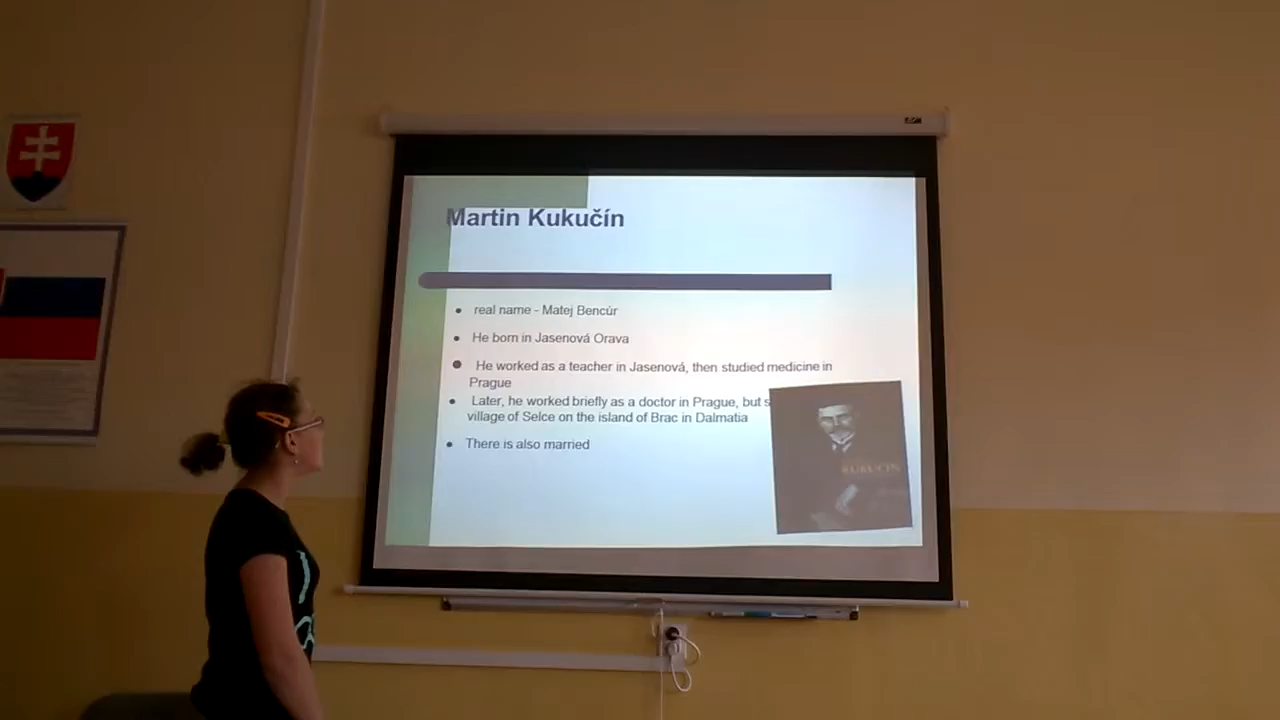 Martin Kukučín
real name - Matej Bencúr
He born in Jasenová Orava
He worked as a teacher in Jasenová, then studied medicine in
Prague
Later, he worked briefly as a doctor in Prague, but s
village of Selce on the island of Brac in Dalmatia
There is also married
KUKUČÍN